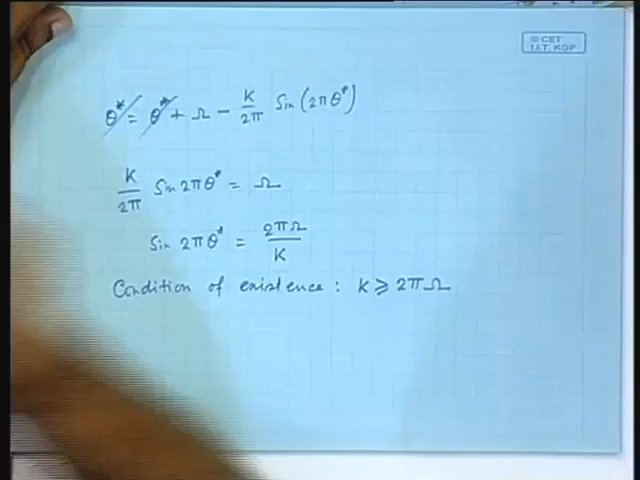 © CET
I.I.T. KGP
θ* = θ* + Ω - K/2π Sin (2πθ*)
K/2π Sin 2πθ* = Ω
Sin 2πθ* = 2πΩ/K
Condition of existence : K ⩾ 2πΩ